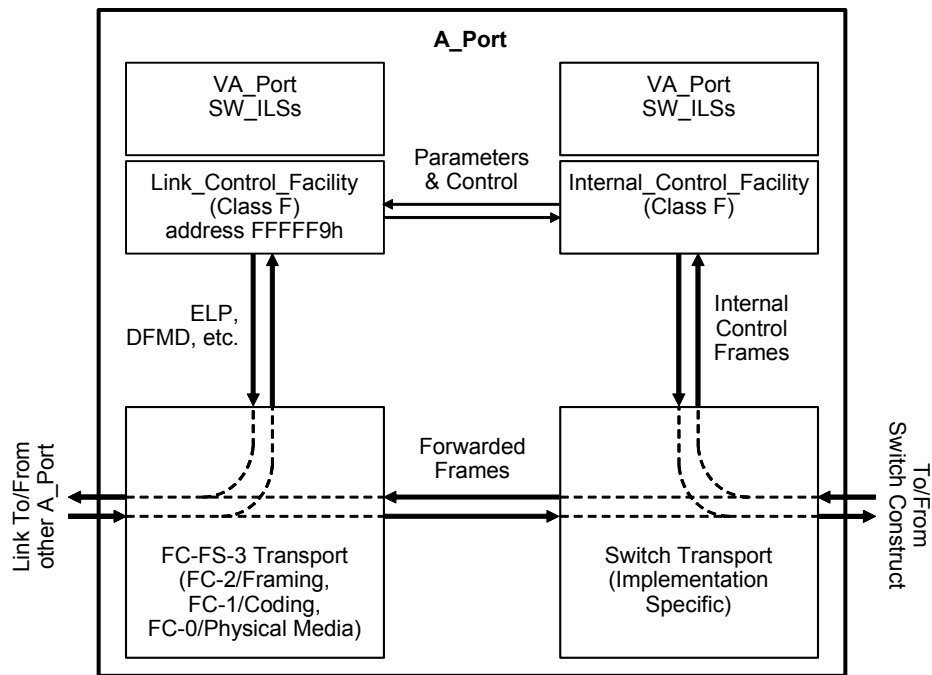 A_Port
VA_Port
SW_ILSs
VA_Port
SW_ILSs
Link_Control_Facility
(Class F)
address FFFFF9h
Parameters
& Control
Internal_Control_Facility
(Class F)
ELP,
DFMD, etc.
Internal
Control
Frames
Link To/From
other A_Port
Forwarded
Frames
To/From
Switch Construct
FC-FS-3 Transport
(FC-2/Framing,
FC-1/Coding,
FC-0/Physical Media)
Switch Transport
(Implementation
Specific)